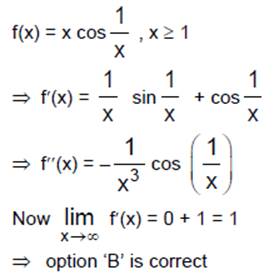 f(x) = x cos 1/x , x ≥ 1
⇒ f′(x) = 1/x sin 1/x + cos 1/x
⇒ f′′(x) = − 1/x³ cos (1/x)
Now lim x→∞ f′(x) = 0 + 1 = 1
⇒ option ‘B’ is correct